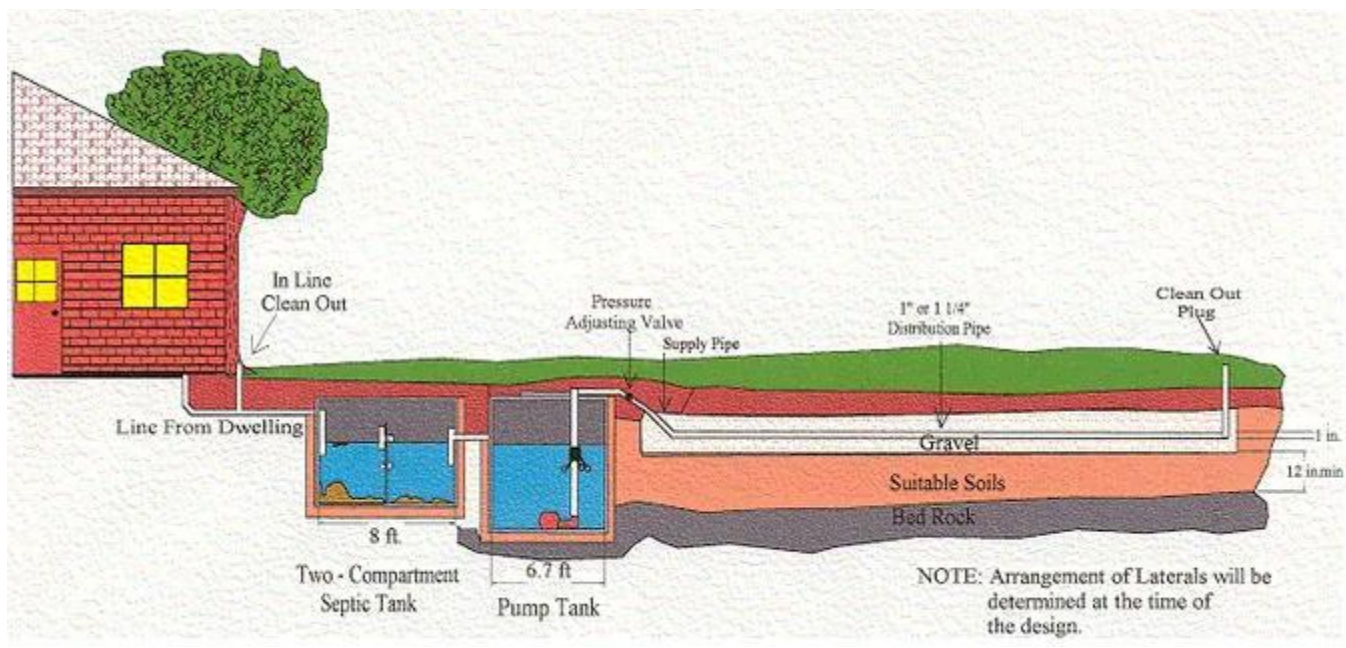 In Line
Clean Out
Pressure
Adjusting Valve
Supply Pipe
1" or 1 1/4"
Distribution Pipe
Clean Out
Plug
Line From Dwelling
Gravel
1 in.
12 in.min
Suitable Soils
Bed Rock
8 ft.
6.7 ft
Two - Compartment
Septic Tank
Pump Tank
NOTE: Arrangement of Laterals will be
determined at the time of
the design.